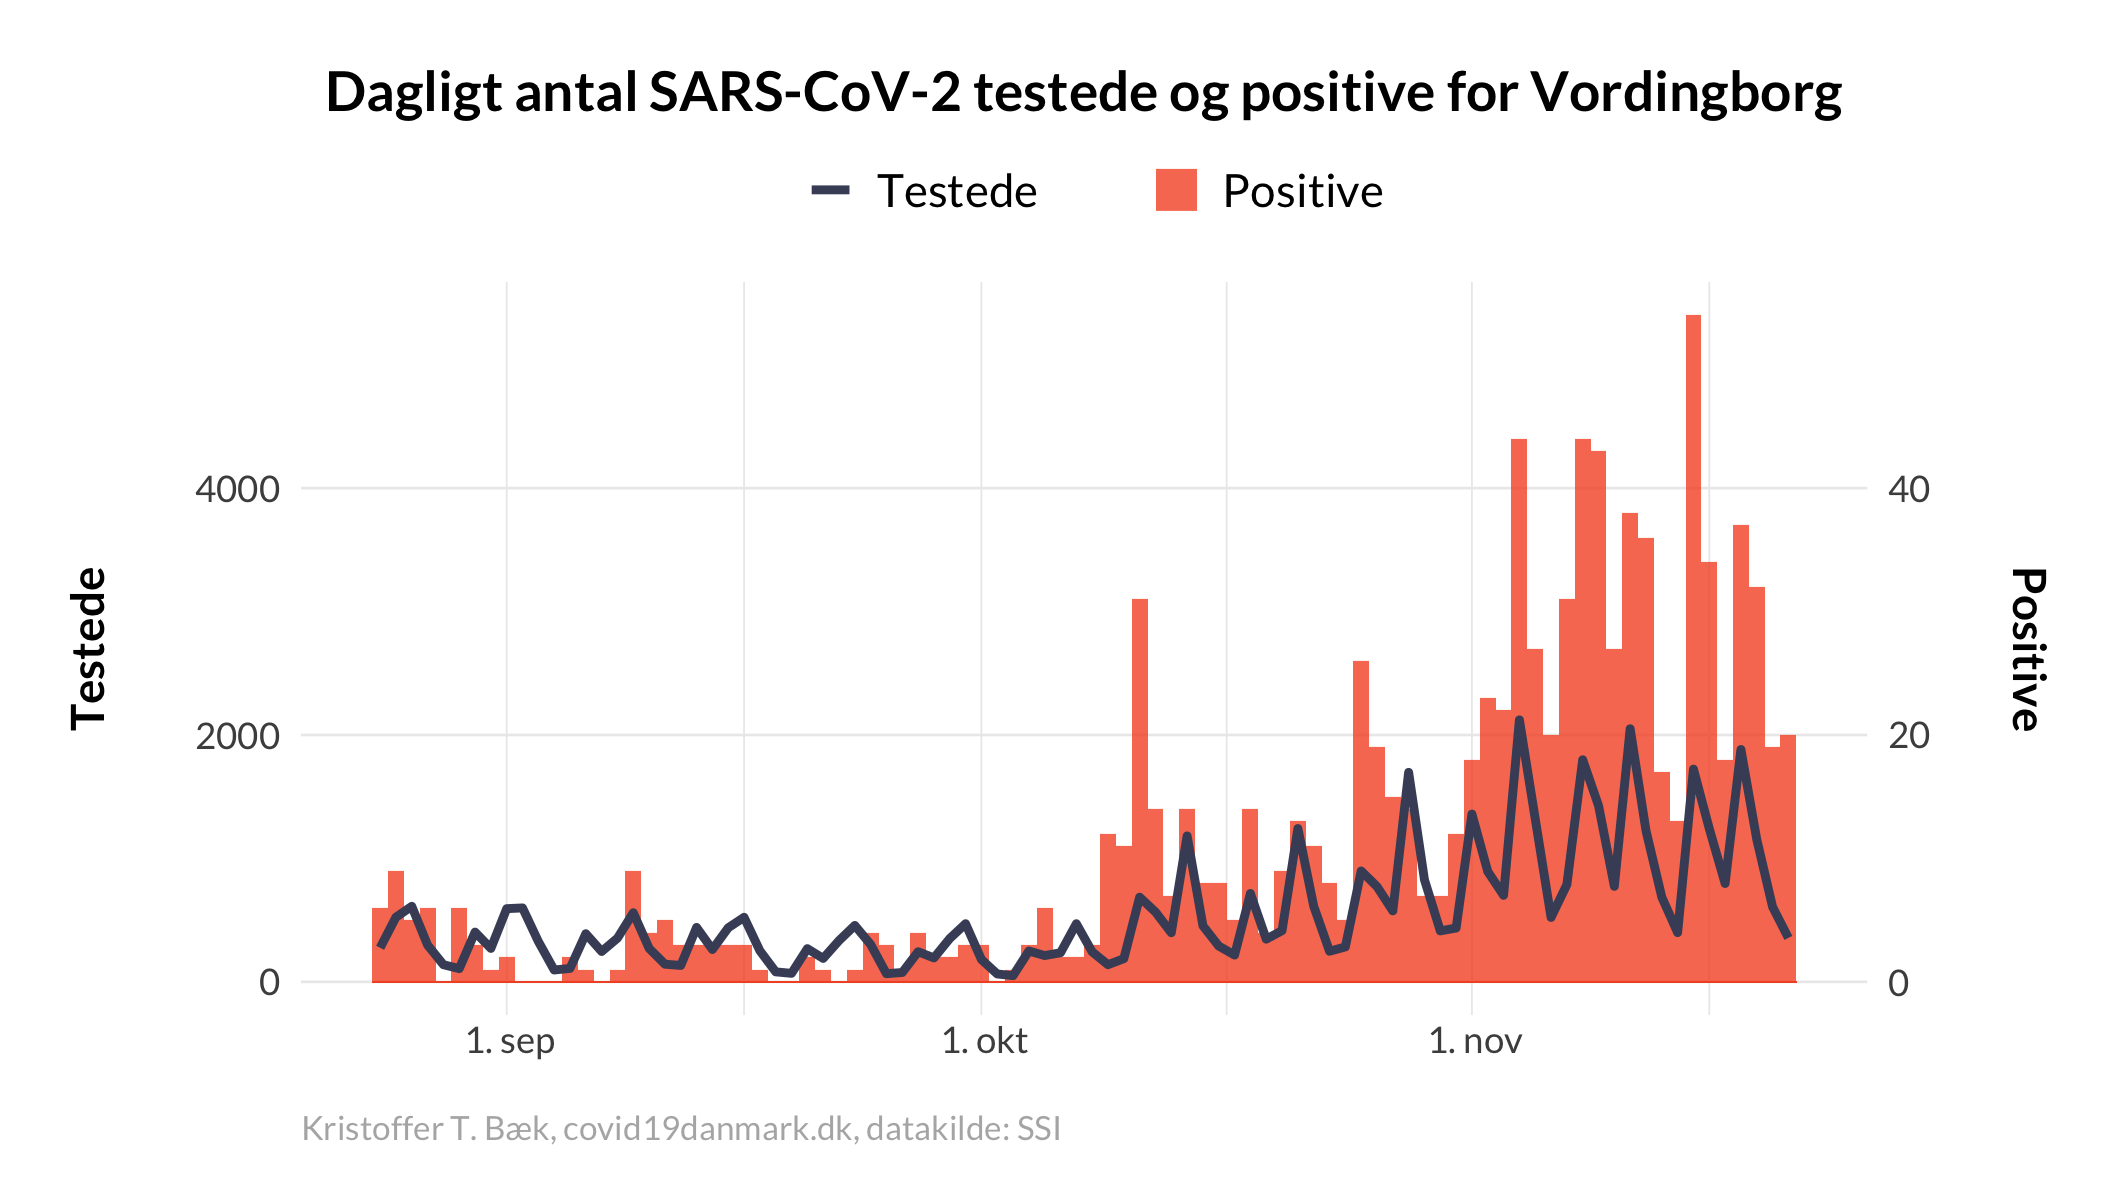 Dagligt antal SARS-CoV-2 testede og positive for Vordingborg
Testede
Positive
4000
2000
0
Testede
40
20
0
Positive
1. sep
1. okt
1. nov
Kristoffer T. Bæk, covid19danmark.dk, datakilde: SSI